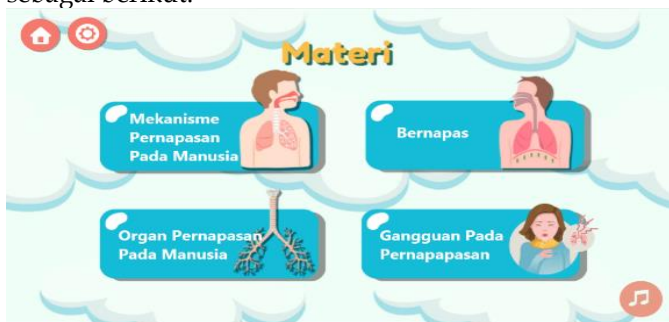 sebagai berikut:
Materi
Mekanisme
Pernapasan
Pada Manusia
Bernapas
Organ Pernapasan
Pada Manusia
Gangguan Pada
Pernapapasan